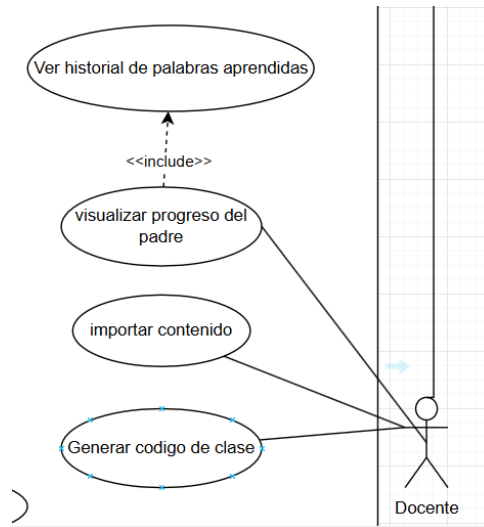 Ver historial de palabras aprendidas
<<include>>
visualizar progreso del
padre
importar contenido
Generar codigo de clase
Docente